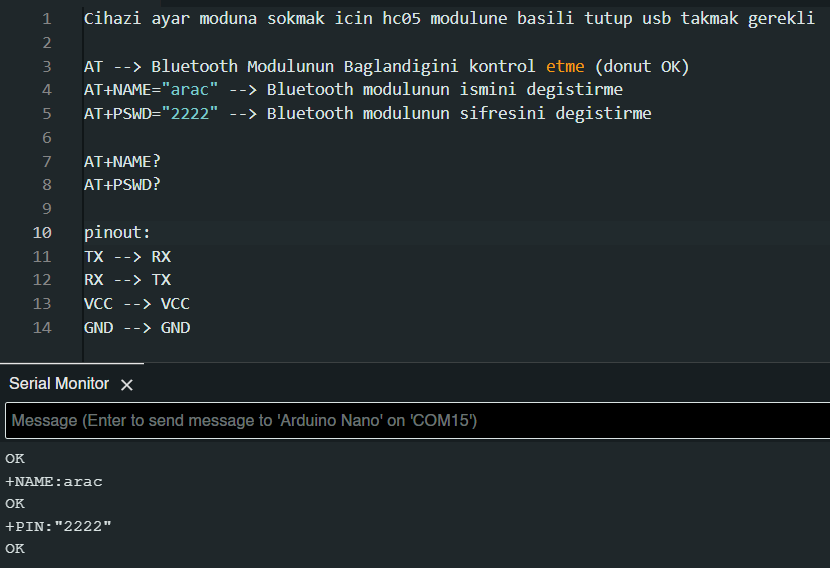 1 Cihazi ayar moduna sokmak icin hc05 modulune basili tutup usb takmak gerekli
2
3 AT --> Bluetooth Modulunun Baglandigini kontrol etme (donut OK)
4 AT+NAME="arac" --> Bluetooth modulunun ismini degistirme
5 AT+PSWD="2222" --> Bluetooth modulunun sifresini degistirme
6
7 AT+NAME?
8 AT+PSWD?
9
10 pinout:
11 TX --> RX
12 RX --> TX
13 VCC --> VCC
14 GND --> GND
Serial Monitor ×
Message (Enter to send message to 'Arduino Nano' on 'COM15')
OK
+NAME:arac
OK
+PIN:"2222"
OK